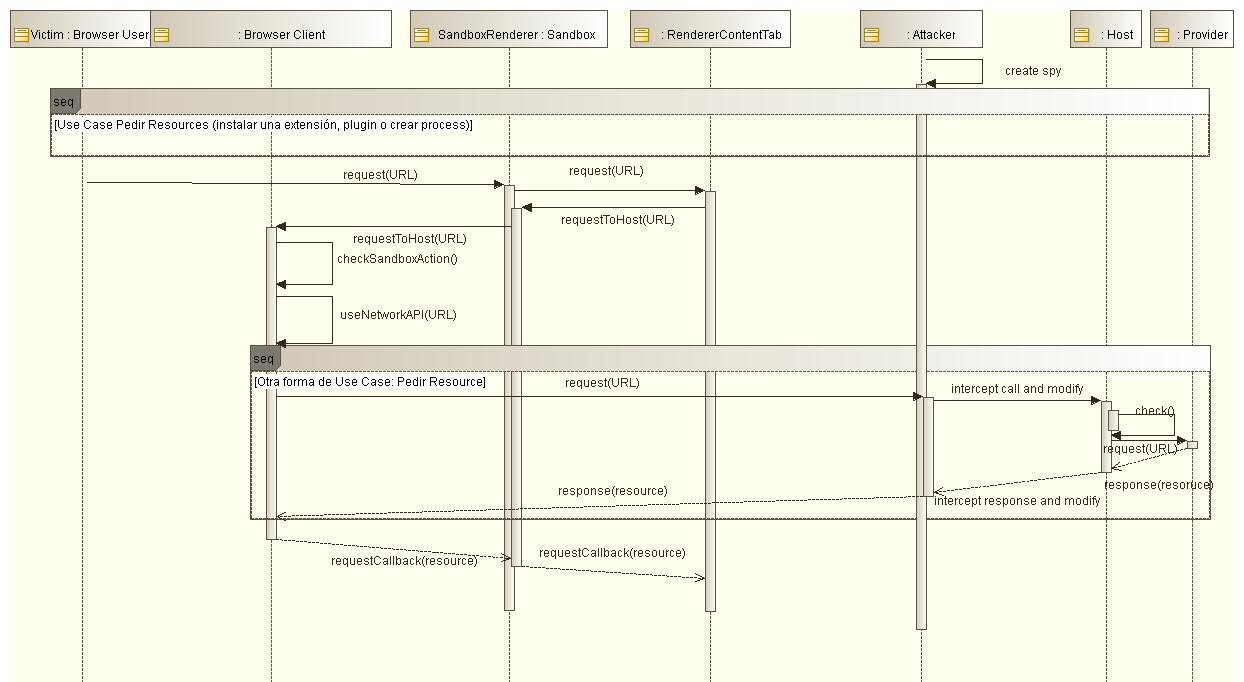 Victim : Browser User
: Browser Client
SandboxRenderer : Sandbox
: RendererContentTab
: Attacker
: Host
: Provider
create spy
seq
[Use Case Pedir Resources (instalar una extensión, plugin o crear process)]
request(URL)
request(URL)
requestToHost(URL)
requestToHost(URL)
checkSandboxAction()
useNetworkAPI(URL)
seq
[Otra forma de Use Case: Pedir Resource]
request(URL)
intercept call and modify
check()
request(URL)
response(resoruce)
response(resource)
intercept response and modify
requestCallback(resource)
requestCallback(resource)